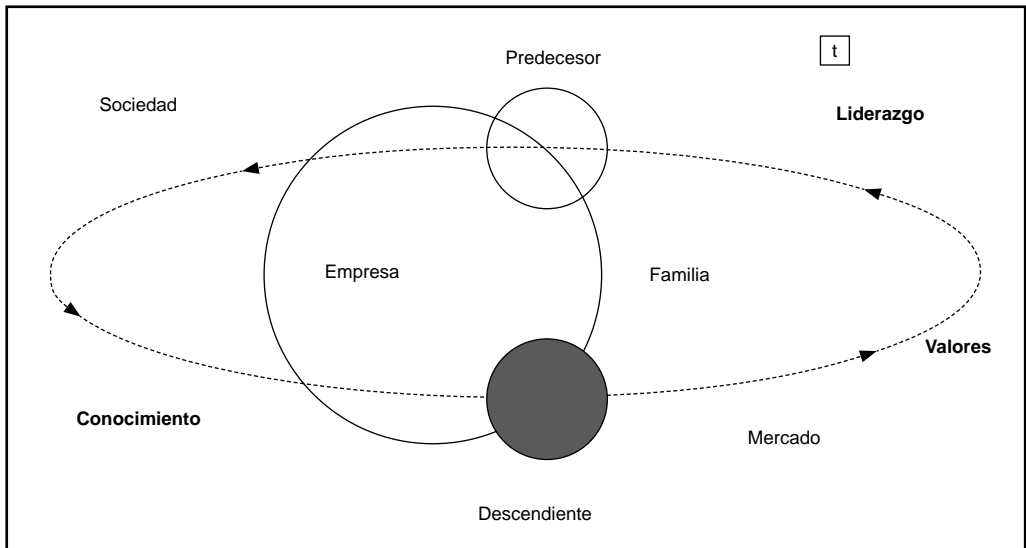 Predecesor
t
Sociedad
Liderazgo
Empresa
Familia
Valores
Conocimiento
Mercado
Descendiente